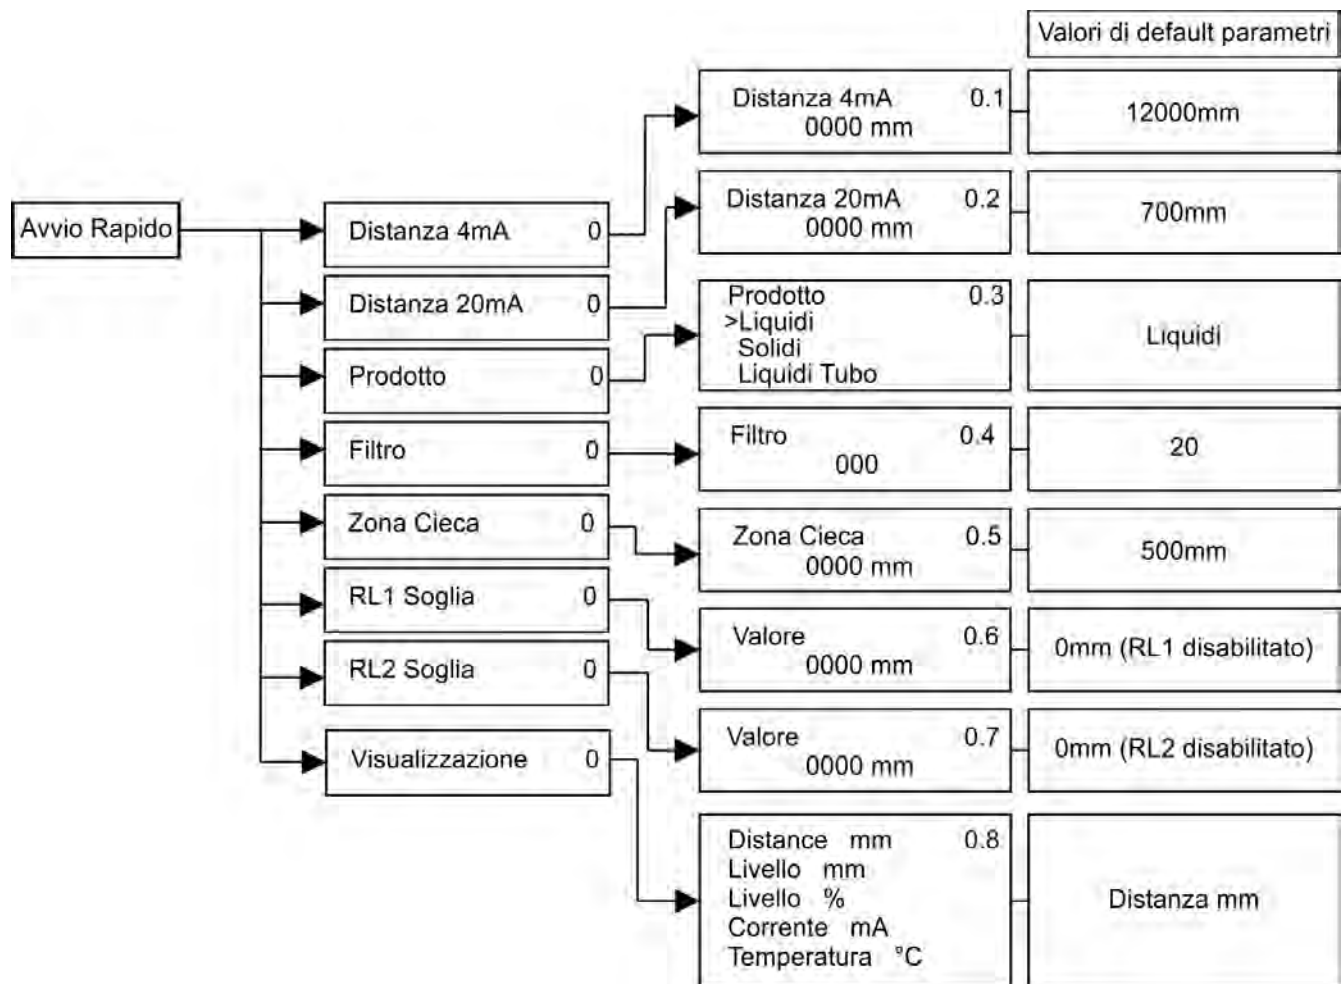 Valori di default parametri
Avvio Rapido
Distanza 4mA 0
Distanza 20mA 0
Prodotto 0
Filtro 0
Zona Cieca 0
RL1 Soglia 0
RL2 Soglia 0
Visualizzazione 0
Distanza 4mA 0.1
0000 mm
12000mm
Distanza 20mA 0.2
0000 mm
700mm
Prodotto 0.3
>Liquidi
Solidi
Liquidi Tubo
Liquidi
Filtro 0.4
000
20
Zona Cieca 0.5
0000 mm
500mm
Valore 0.6
0000 mm
0mm (RL1 disabilitato)
Valore 0.7
0000 mm
0mm (RL2 disabilitato)
Distance mm 0.8
Livello mm
Livello %
Corrente mA
Temperatura °C
Distanza mm